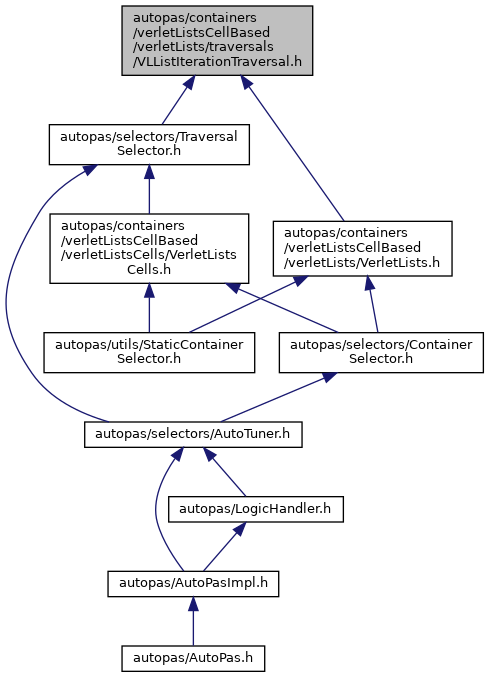 autopas/containers
/verletListsCellBased
/verletLists/traversals
/VLListIterationTraversal.h
autopas/selectors/Traversal
Selector.h
autopas/containers
/verletListsCellBased
/verletListsCells/VerletLists
Cells.h
autopas/containers
/verletListsCellBased
/verletLists/VerletLists.h
autopas/utils/StaticContainer
Selector.h
autopas/selectors/Container
Selector.h
autopas/selectors/AutoTuner.h
autopas/LogicHandler.h
autopas/AutoPasImpl.h
autopas/AutoPas.h